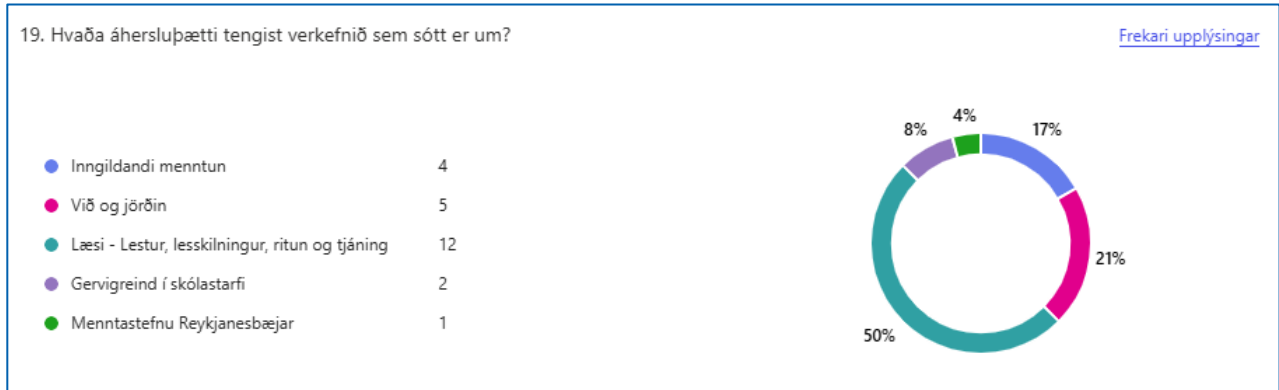 19. Hvaða áhersluþætti tengist verkefnið sem sótt er um?
Frekari upplýsingar
Inngildandi menntun 4
Við og jörðin 5
Læsi - Lestur, lesskilningur, ritun og tjáning 12
Gervigreind í skólastarfi 2
Menntastefnu Reykjanesbæjar 1
4%
8%
17%
21%
50%